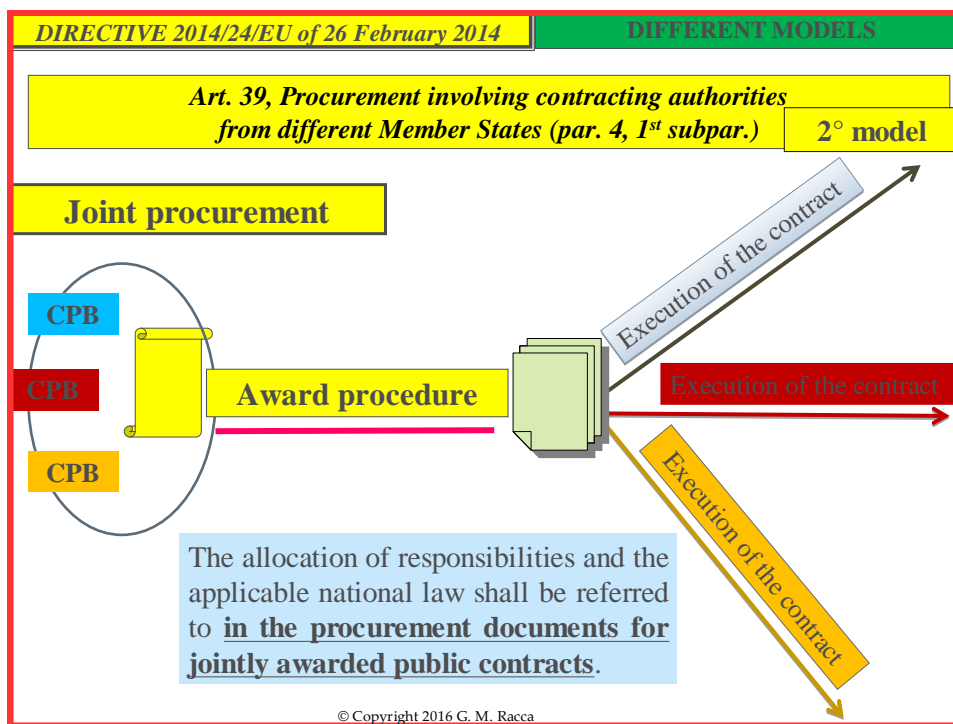 DIRECTIVE 2014/24/EU of 26 February 2014
DIFFERENT MODELS
Art. 39, Procurement involving contracting authorities
from different Member States (par. 4, 1st subpar.)
2° model
Joint procurement
Execution of the contract
CPB
CPB
Award procedure
Execution of the contract
CPB
Execution of the contract
The allocation of responsibilities and the
applicable national law shall be referred
to in the procurement documents for
jointly awarded public contracts.
© Copyright 2016 G. M. Racca